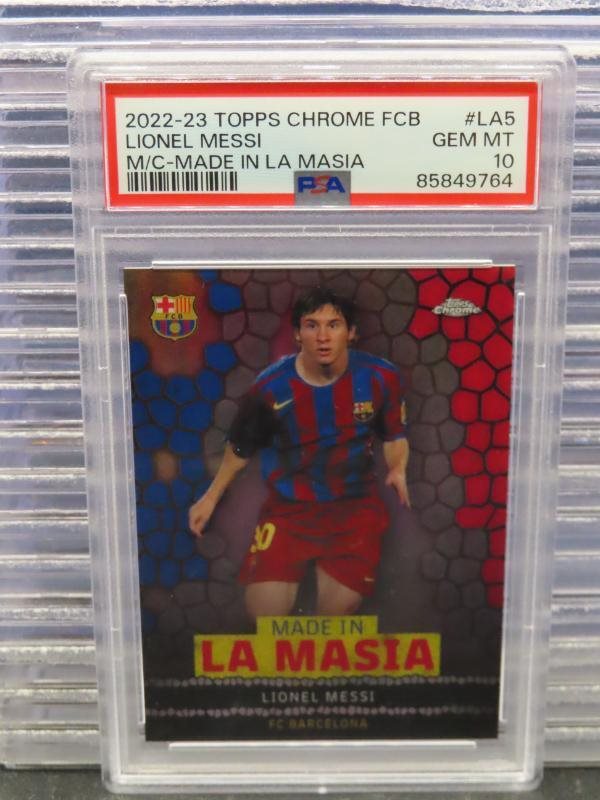 2022-23 TOPPS CHROME FCB #LA5
LIONEL MESSI GEM MT
M/C-MADE IN LA MASIA 10
PSA 85849764
FCB
Topps
Chrome
MADE IN
LA MASIA
LIONEL MESSI
FC BARCELONA